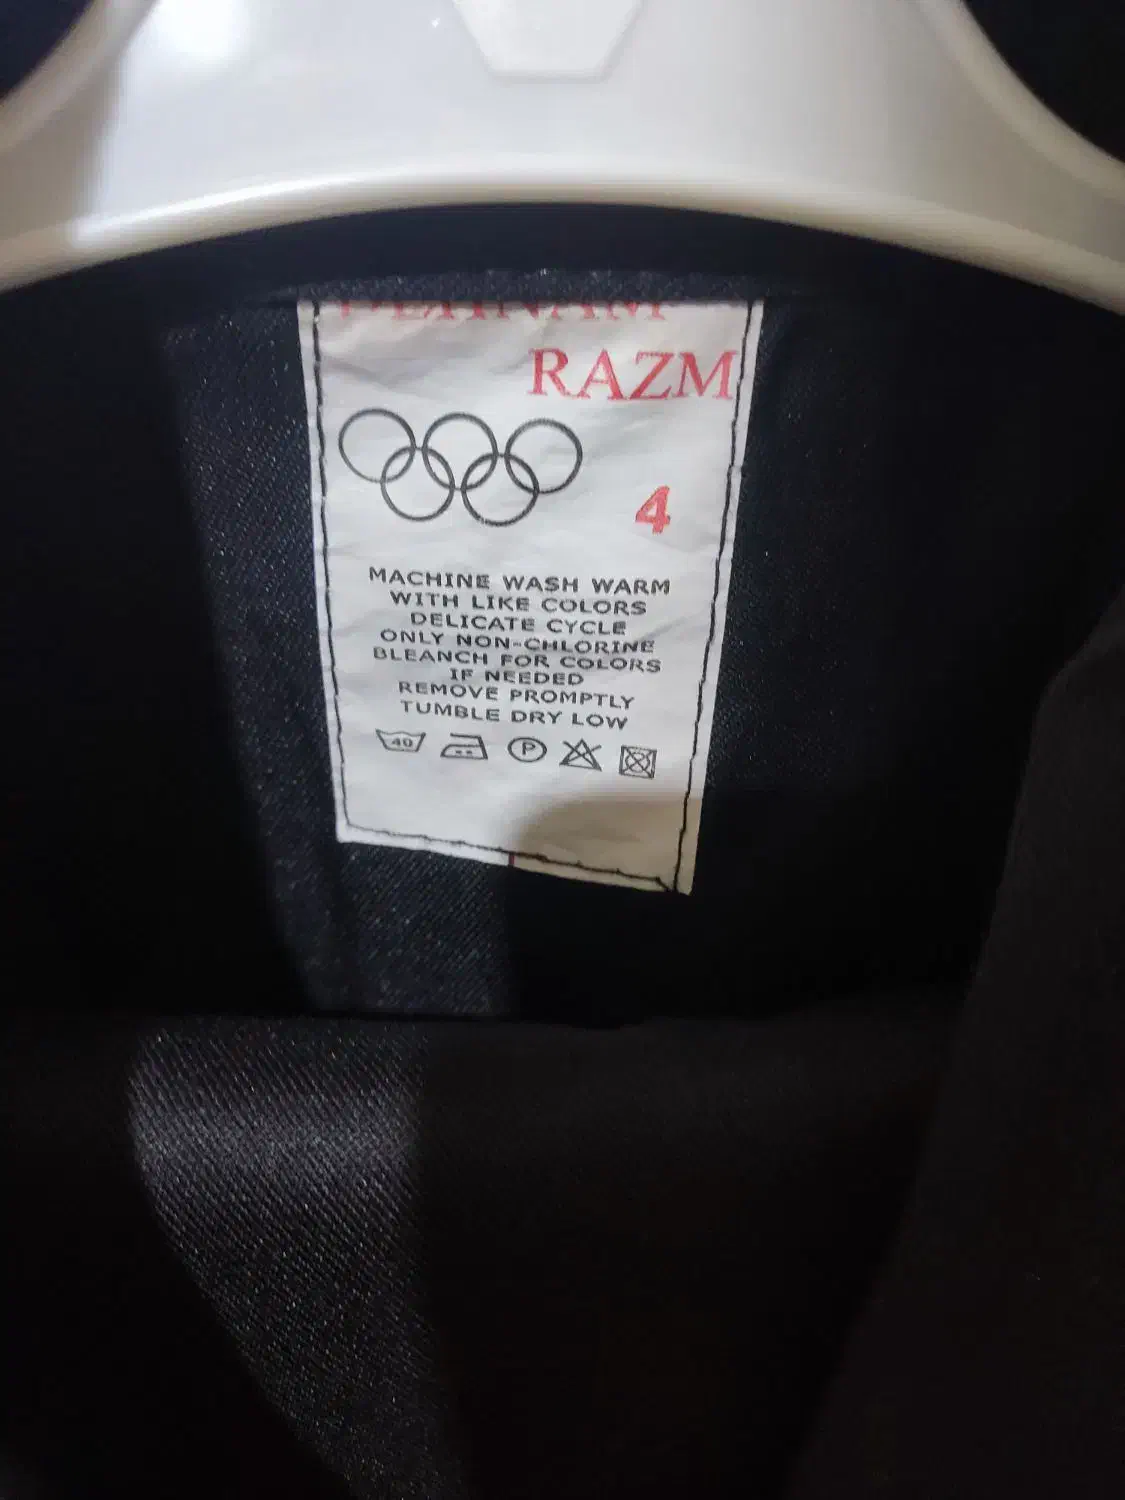 RAZM
4
MACHINE WASH WARM
WITH LIKE COLORS
DELICATE CYCLE
ONLY NON-CHLORINE
BLEANCH FOR COLORS
IF NEEDED
REMOVE PROMPTLY
TUMBLE DRY LOW
40
P